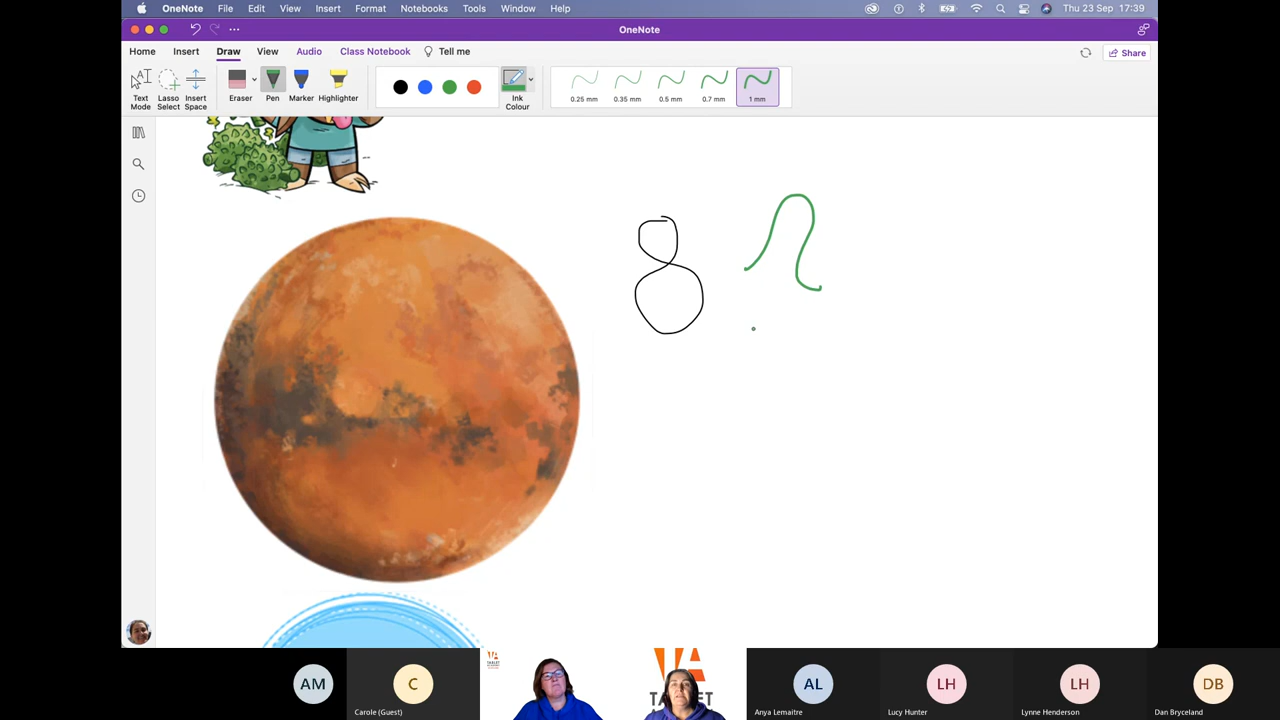 OneNote File Edit View Insert Format Notebooks Tools Window Help Thu 23 Sep 17:39
OneNote
Home Insert Draw View Audio Class Notebook Tell me Share
Text Mode
Lasso Select
Insert Space
Eraser
Pen
Marker
Highlighter
Ink Colour
0.25 mm
0.35 mm
0.5 mm
0.7 mm
1 mm
8
AM
C
Carole (Guest)
TABLET
AL
Anya Lemaitre
LH
Lucy Hunter
LH
Lynne Henderson
DB
Dan Bryceland